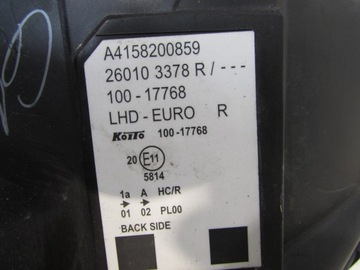 A4158200859
26010 3378 R / - - -
100 - 17768
LHD - EURO R
KOITO 100-17768
20 E11
5814
1a A HC/R
01 02 PL00
BACK SIDE